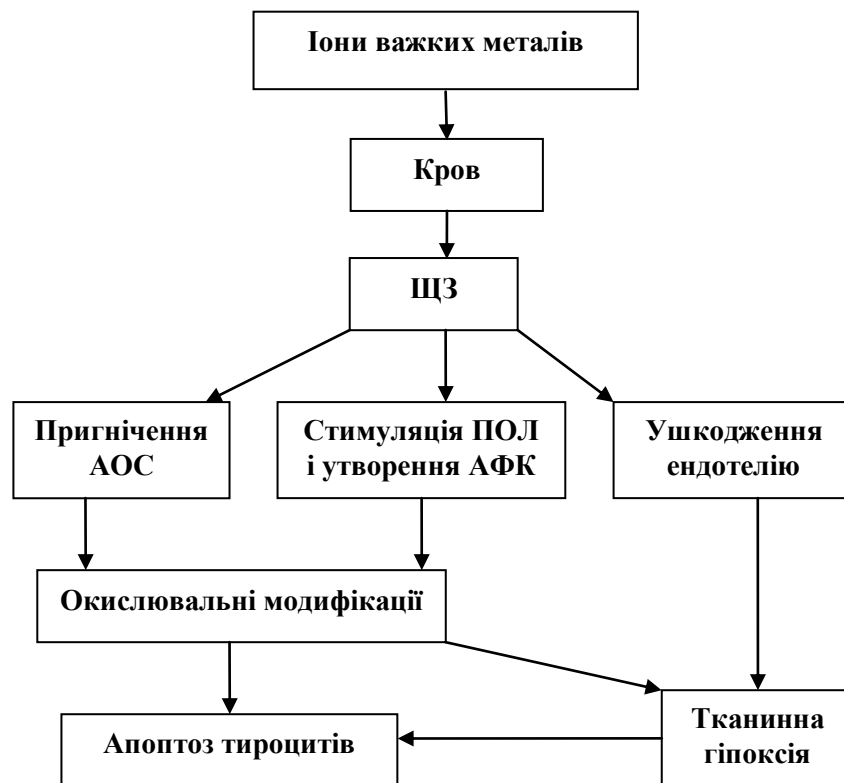 Іони важких металів
Кров
ЩЗ
Пригнічення
АОС
Стимуляція ПОЛ
і утворення АФК
Ушкодження
ендотелію
Окислювальні модифікації
Апоптоз тироцитів
Тканинна
гіпоксія